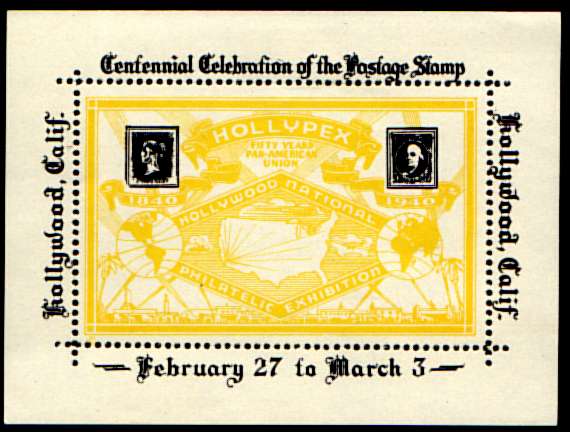 Centennial Celebration of the Postage Stamp
Hollywood, Calif.
HOLLYPEX
FIFTY YEARS
PAN-AMERICAN
UNION
1840
1940
HOLLYWOOD NATIONAL
PHILATELIC EXHIBITION
Hollywood, Calif.
February 27 to March 3